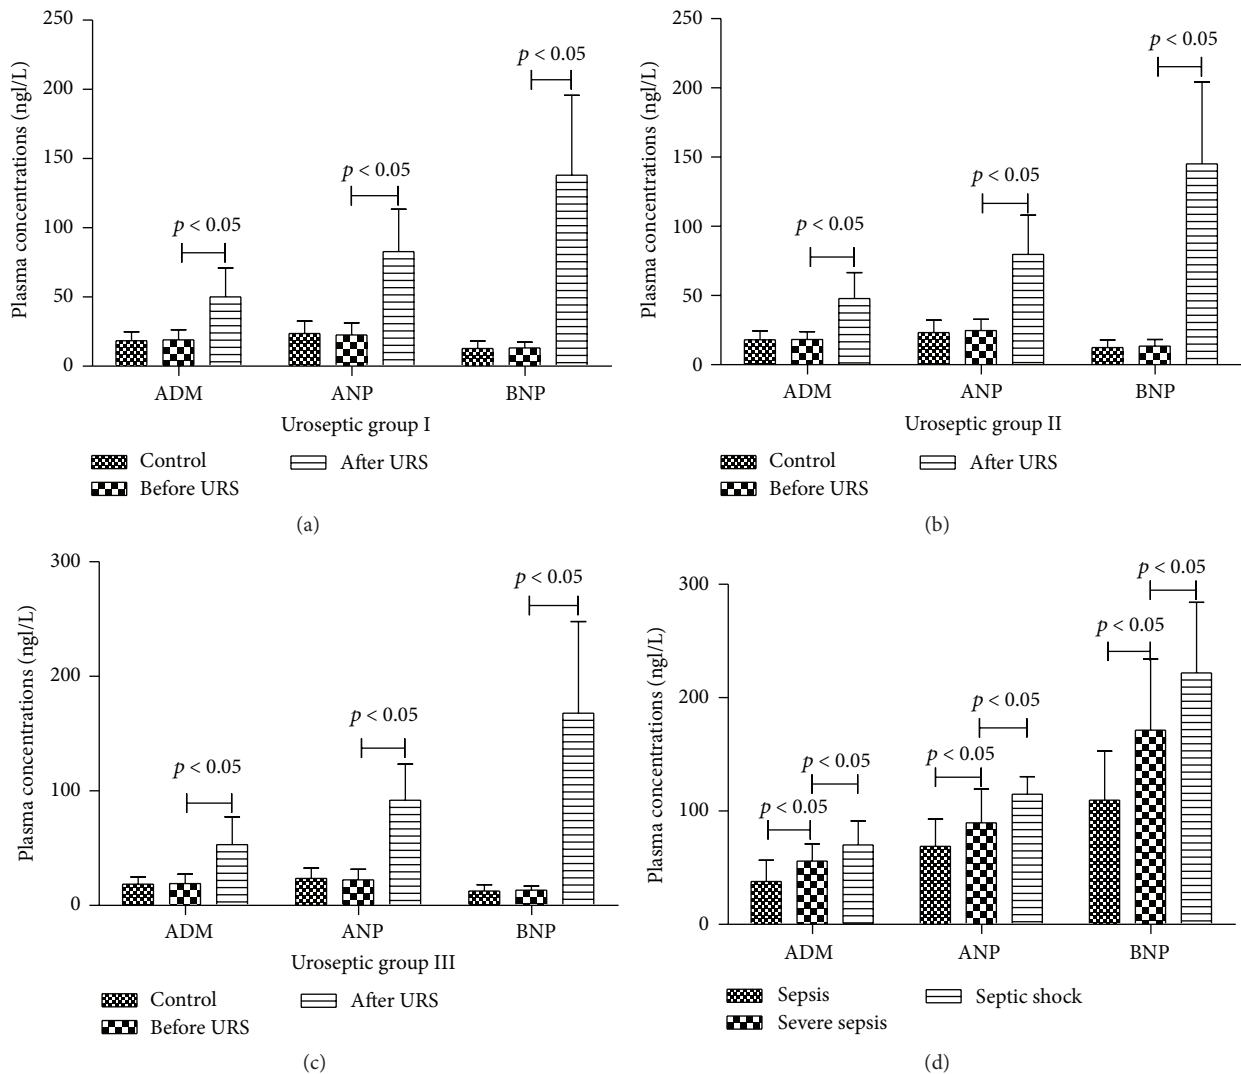 250
200
150
100
50
0
Plasma concentrations (ngl/L)
p < 0.05
p < 0.05
p < 0.05
ADM ANP BNP
Uroseptic group I
Control After URS
Before URS
(a)
250
200
150
100
50
0
Plasma concentrations (ngl/L)
p < 0.05
p < 0.05
p < 0.05
ADM ANP BNP
Uroseptic group II
Control After URS
Before URS
(b)
300
200
100
0
Plasma concentrations (ngl/L)
p < 0.05
p < 0.05
p < 0.05
ADM ANP BNP
Uroseptic group III
Control After URS
Before URS
(c)
300
200
100
0
Plasma concentrations (ngl/L)
p < 0.05
p < 0.05
p < 0.05
p < 0.05
p < 0.05
p < 0.05
ADM ANP BNP
Sepsis Septic shock
Severe sepsis
(d)